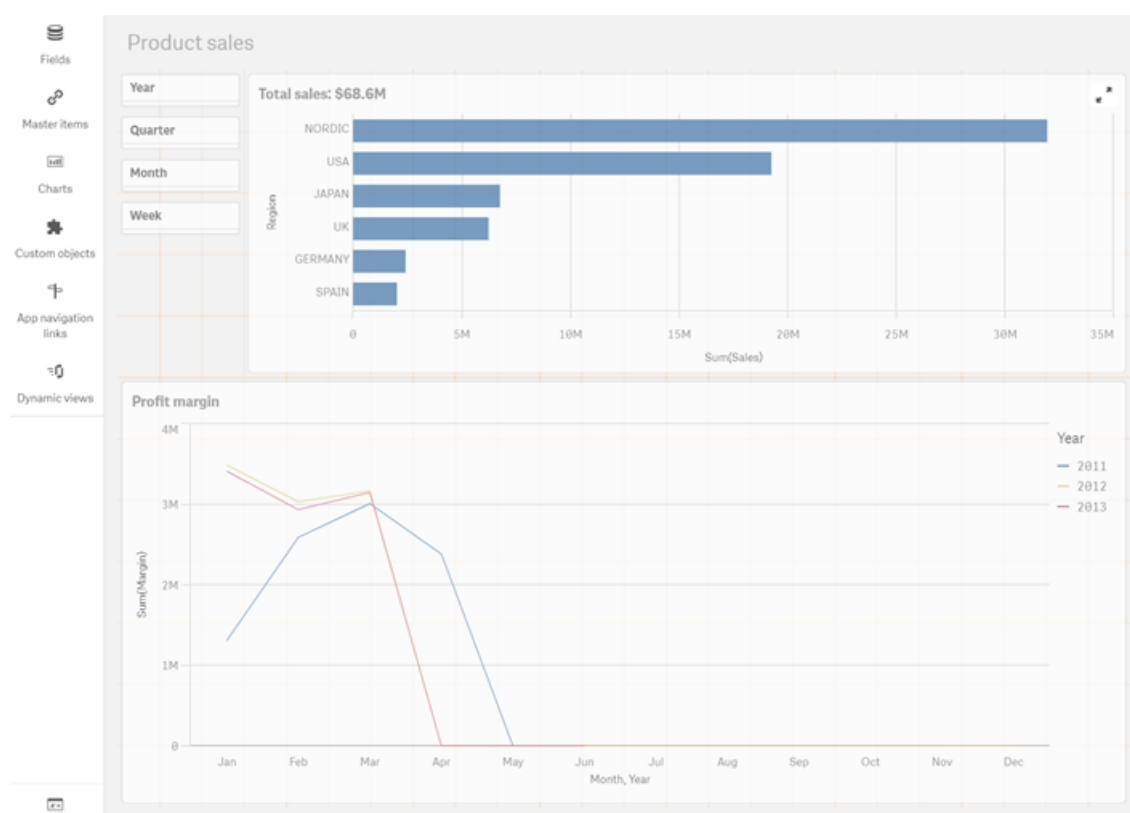 Fields
Master items
Charts
Custom objects
App navigation
links
Dynamic views
Product sales
Year
Quarter
Month
Week
Total sales: $68.6M
Region
NORDIC
USA
JAPAN
UK
GERMANY
SPAIN
0 5M 10M 15M 20M 25M 30M 35M
Sum(Sales)
Profit margin
Sum(Margin)
4M
3M
2M
1M
0
Jan Feb Mar Apr May Jun Jul Aug Sep Oct Nov Dec
Month, Year
Year
2011
2012
2013